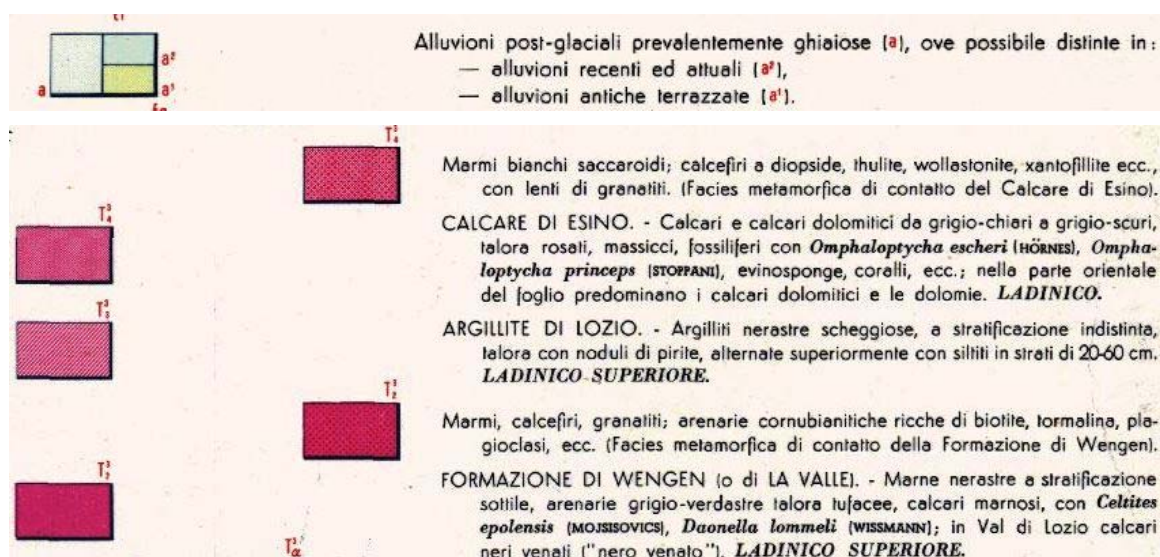 a
a²
a¹
Alluvioni post-glaciali prevalentemente ghiaiose (a), ove possibile distinte in:
— alluvioni recenti ed attuali (a²),
— alluvioni antiche terrazzate (a¹).
T³₄
Marmi bianchi saccaroidi; calcefiri a diopside, thulite, wollastonite, xantofillite ecc.,
con lenti di granatiti. (Facies metamorfica di contatto del Calcare di Esino).
T³₄
CALCARE DI ESINO. - Calcari e calcari dolomitici da grigio-chiari a grigio-scuri,
talora rosati, massicci, fossiliferi con Omphaloptycha escheri (HÖRNES), Ompha-
loptycha princeps (STOPPANI), evinosponge, coralli, ecc.; nella parte orientale
del foglio predominano i calcari dolomitici e le dolomie. LADINICO.
T³₃
ARGILLITE DI LOZIO. - Argilliti nerastre scheggiose, a stratificazione indistinta,
talora con noduli di pirite, alternate superiormente con siltiti in strati di 20-60 cm.
LADINICO SUPERIORE.
T³₂
Marmi, calcefiri, granatiti; arenarie cornubianitiche ricche di biotite, tormalina, pla-
gioclasi, ecc. (Facies metamorfica di contatto della Formazione di Wengen).
T³₂
FORMAZIONE DI WENGEN (o di LA VALLE). - Marne nerastre a stratificazione
sottile, arenarie grigio-verdastre talora tufacee, calcari marnosi, con Celtites
epolensis (MOJSISOVICS), Daonella lommeli (WISSMANN); in Val di Lozio calcari
neri venati ("nero venato"). LADINICO SUPERIORE.